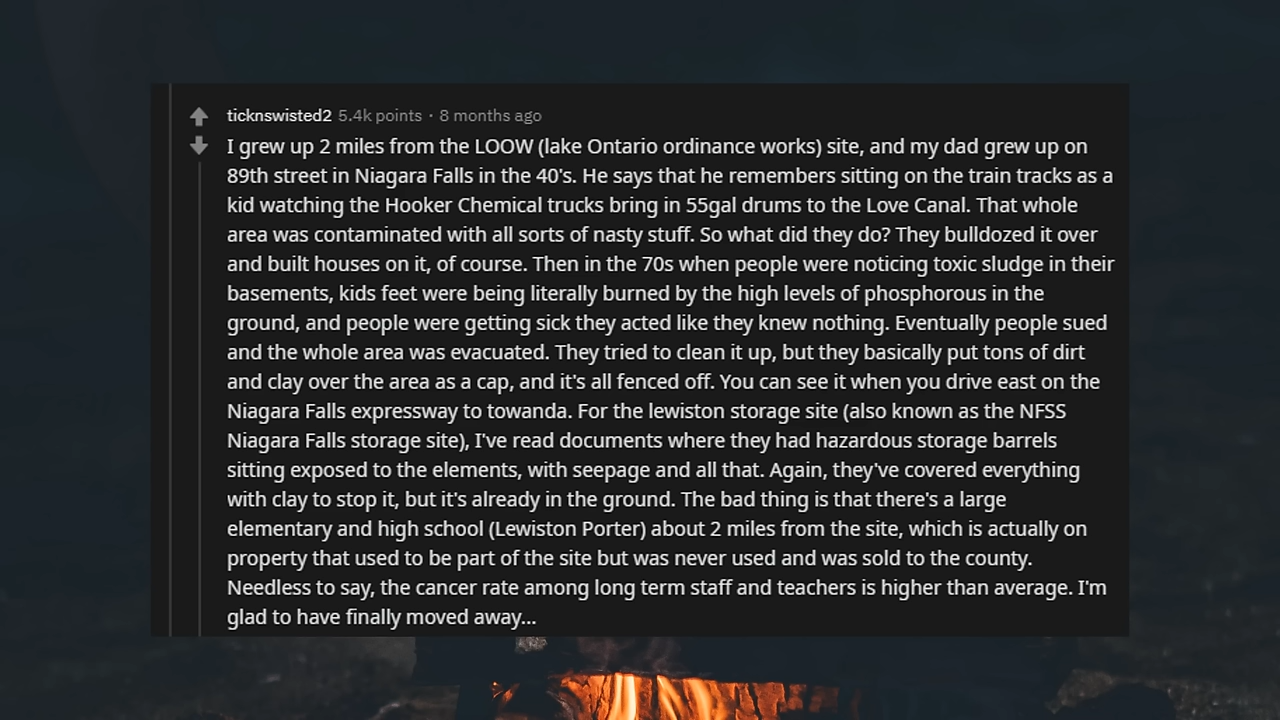 ticknswisted2 5.4k points · 8 months ago
I grew up 2 miles from the LOOW (lake Ontario ordinance works) site, and my dad grew up on
89th street in Niagara Falls in the 40's. He says that he remembers sitting on the train tracks as a
kid watching the Hooker Chemical trucks bring in 55gal drums to the Love Canal. That whole
area was contaminated with all sorts of nasty stuff. So what did they do? They bulldozed it over
and built houses on it, of course. Then in the 70s when people were noticing toxic sludge in their
basements, kids feet were being literally burned by the high levels of phosphorous in the
ground, and people were getting sick they acted like they knew nothing. Eventually people sued
and the whole area was evacuated. They tried to clean it up, but they basically put tons of dirt
and clay over the area as a cap, and it's all fenced off. You can see it when you drive east on the
Niagara Falls expressway to towanda. For the lewiston storage site (also known as the NFSS
Niagara Falls storage site), I've read documents where they had hazardous storage barrels
sitting exposed to the elements, with seepage and all that. Again, they've covered everything
with clay to stop it, but it's already in the ground. The bad thing is that there's a large
elementary and high school (Lewiston Porter) about 2 miles from the site, which is actually on
property that used to be part of the site but was never used and was sold to the county.
Needless to say, the cancer rate among long term staff and teachers is higher than average. I'm
glad to have finally moved away...